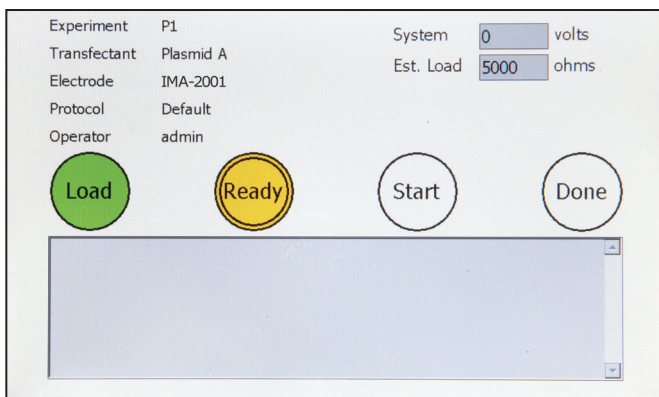 Experiment P1
Transfectant Plasmid A
Electrode IMA-2001
Protocol Default
Operator admin
System 0 volts
Est. Load 5000 ohms
Load Ready Start Done